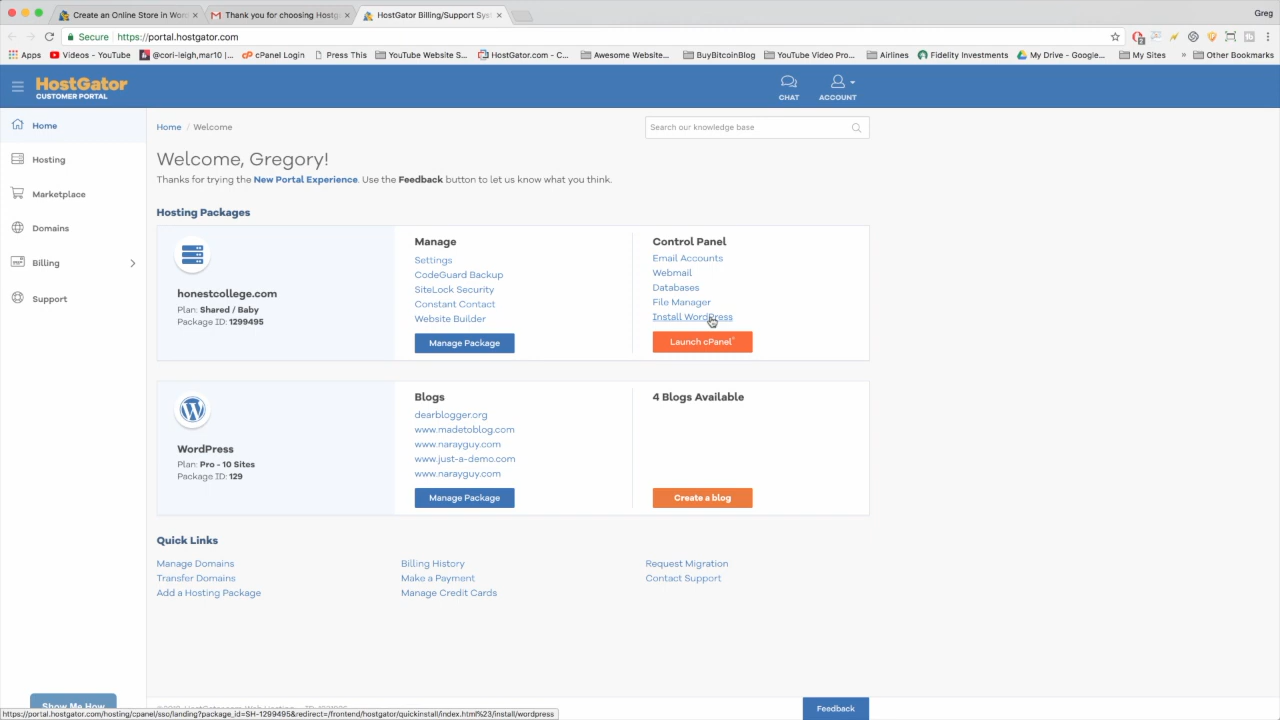 Create an Online Store in Wor
Thank you for choosing Hostg
HostGator Billing/Support Sys
Greg
Secure https://portal.hostgator.com
Apps
Videos - YouTube
@cori-leigh,mar10 |...
cPanel Login
Press This
YouTube Website S...
HostGator.com - C...
Awesome Website...
BuyBitcoinBlog
YouTube Video Pro...
Airlines
Fidelity Investments
My Drive - Google...
My Sites
»
Other Bookmarks
HostGator
CUSTOMER PORTAL
CHAT
ACCOUNT
Home
Hosting
Marketplace
Domains
Billing
Support
Home / Welcome
Search our knowledge base
Welcome, Gregory!
Thanks for trying the New Portal Experience. Use the Feedback button to let us know what you think.
Hosting Packages
honestcollege.com
Plan: Shared / Baby
Package ID: 1299495
Manage
Settings
CodeGuard Backup
SiteLock Security
Constant Contact
Website Builder
Manage Package
Control Panel
Email Accounts
Webmail
Databases
File Manager
Install WordPress
Launch cPanel
WordPress
Plan: Pro - 10 Sites
Package ID: 129
Blogs
dearblogger.org
www.madetoblog.com
www.narayguy.com
www.just-a-demo.com
www.narayguy.com
Manage Package
4 Blogs Available
Create a blog
Quick Links
Manage Domains
Transfer Domains
Add a Hosting Package
Billing History
Make a Payment
Manage Credit Cards
Request Migration
Contact Support
Show Me How
https://portal.hostgator.com/hosting/cpanel/sso/landing?package_id=SH-1299495&redirect=/frontend/hostgator/quickinstall/index.html%23/install/wordpress
Feedback